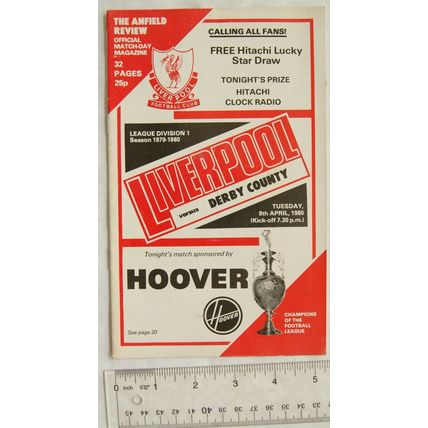 THE ANFIELD
REVIEW
OFFICIAL
MATCH-DAY
MAGAZINE
32
PAGES
25p
LIVERPOOL
FOOTBALL CLUB
CALLING ALL FANS!
FREE Hitachi Lucky
Star Draw
TONIGHT'S PRIZE
HITACHI
CLOCK RADIO
LEAGUE DIVISION 1
Season 1979-1980
LIVERPOOL
versus DERBY COUNTY
TUESDAY,
8th APRIL, 1980
(Kick-off 7.30 p.m.)
Tonight's match sponsored by
HOOVER
HOOVER
See page 20
CHAMPIONS
OF THE
FOOTBALL
LEAGUE
0 inch 1/32" 1 2 3 4 5